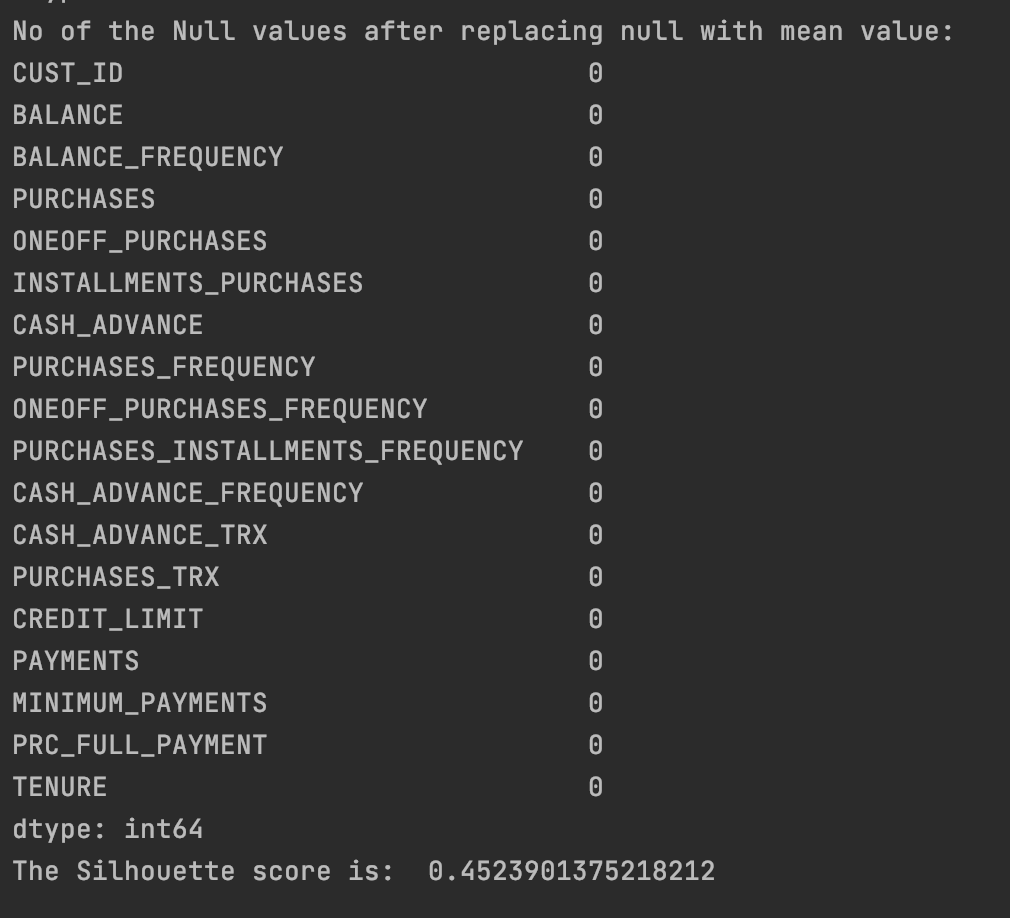 No of the Null values after replacing null with mean value:
CUST_ID 0
BALANCE 0
BALANCE_FREQUENCY 0
PURCHASES 0
ONEOFF_PURCHASES 0
INSTALLMENTS_PURCHASES 0
CASH_ADVANCE 0
PURCHASES_FREQUENCY 0
ONEOFF_PURCHASES_FREQUENCY 0
PURCHASES_INSTALLMENTS_FREQUENCY 0
CASH_ADVANCE_FREQUENCY 0
CASH_ADVANCE_TRX 0
PURCHASES_TRX 0
CREDIT_LIMIT 0
PAYMENTS 0
MINIMUM_PAYMENTS 0
PRC_FULL_PAYMENT 0
TENURE 0
dtype: int64
The Silhouette score is: 0.4523901375218212